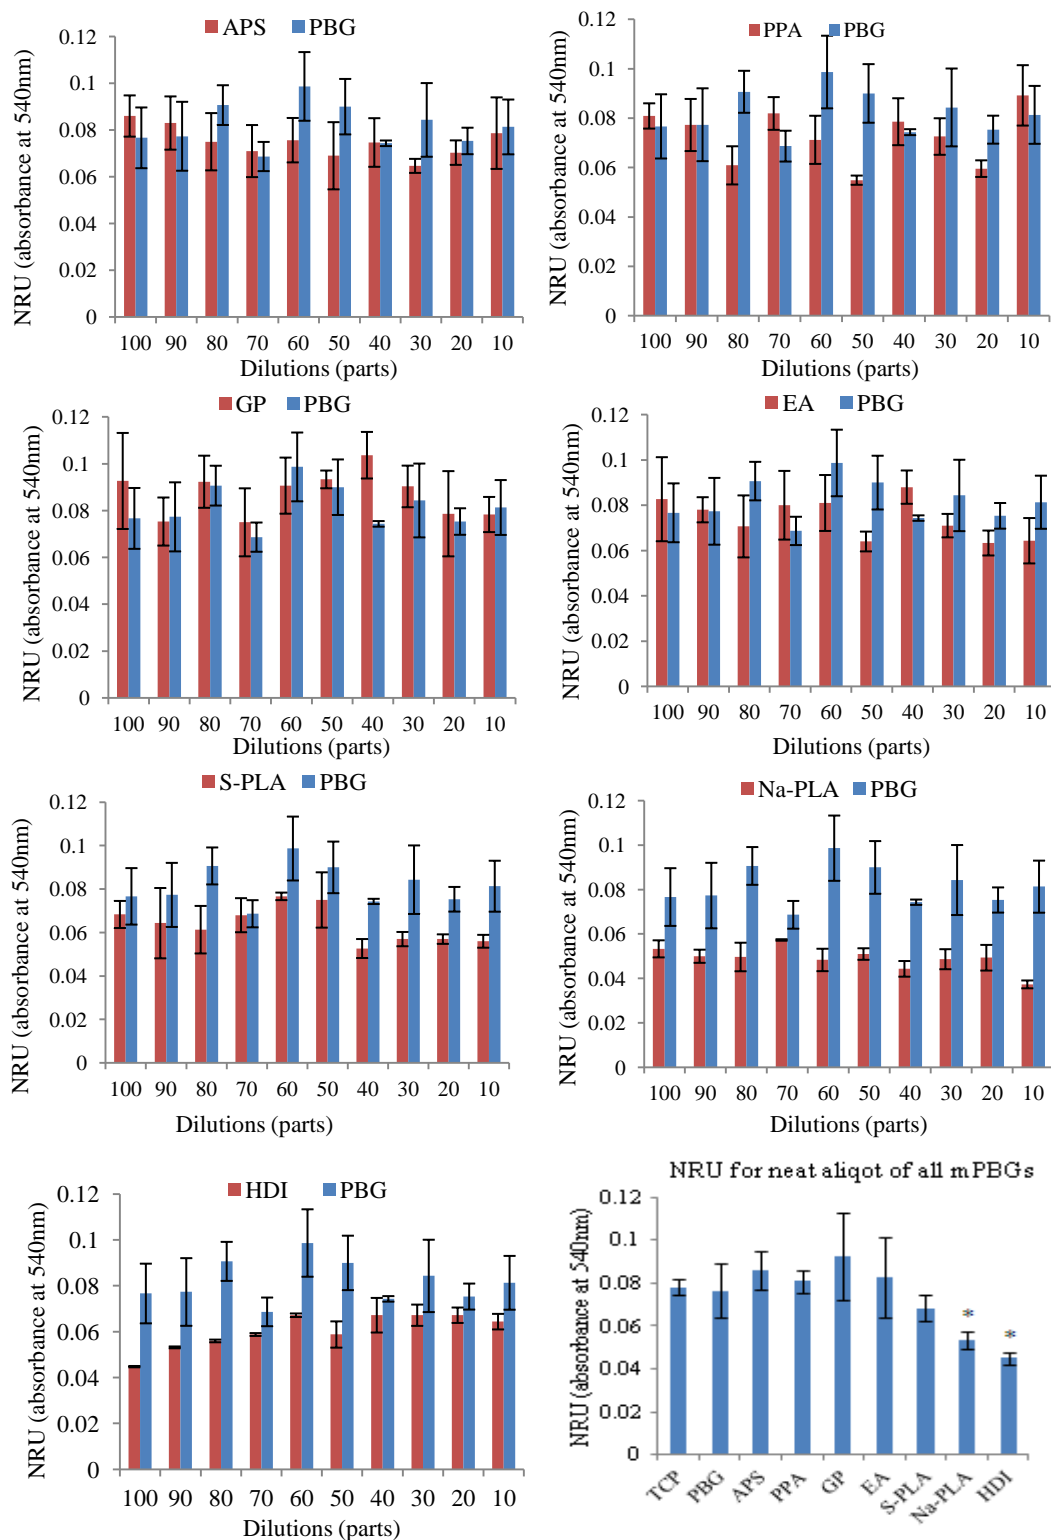 APS PBG
NRU (absorbance at 540nm)
0.12
0.1
0.08
0.06
0.04
0.02
0
100 90 80 70 60 50 40 30 20 10
Dilutions (parts)
PPA PBG
NRU (absorbance at 540nm)
0.12
0.1
0.08
0.06
0.04
0.02
0
100 90 80 70 60 50 40 30 20 10
Dilutions (parts)
GP PBG
NRU (absorbance at 540nm)
0.12
0.1
0.08
0.06
0.04
0.02
0
100 90 80 70 60 50 40 30 20 10
Dilutions (parts)
EA PBG
NRU (absorbance at 540nm)
0.12
0.1
0.08
0.06
0.04
0.02
0
100 90 80 70 60 50 40 30 20 10
Dilutions (parts)
S-PLA PBG
NRU (absorbance at 540nm)
0.12
0.1
0.08
0.06
0.04
0.02
0
100 90 80 70 60 50 40 30 20 10
Dilutions (parts)
Na-PLA PBG
NRU (absorbance at 540nm)
0.12
0.1
0.08
0.06
0.04
0.02
0
100 90 80 70 60 50 40 30 20 10
Dilutions (parts)
HDI PBG
NRU (absorbance at 540nm)
0.12
0.1
0.08
0.06
0.04
0.02
0
100 90 80 70 60 50 40 30 20 10
Dilutions (parts)
NRU for neat aliqot of all mPBGs
NRU (absorbance at 540nm)
0.12
0.1
0.08
0.06
0.04
0.02
0
* *
TCP PBG APS PPA GP EA S-PLA Na-PLA HDI